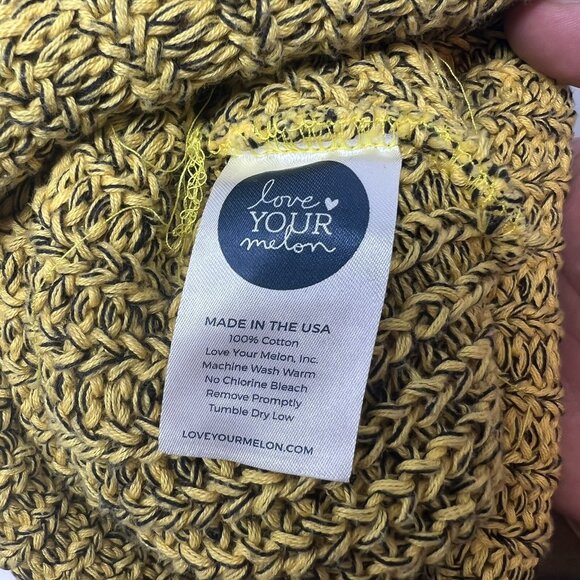 love
YOUR
melon
MADE IN THE USA
100% Cotton
Love Your Melon, Inc.
Machine Wash Warm
No Chlorine Bleach
Remove Promptly
Tumble Dry Low
LOVEYOURMELON.COM